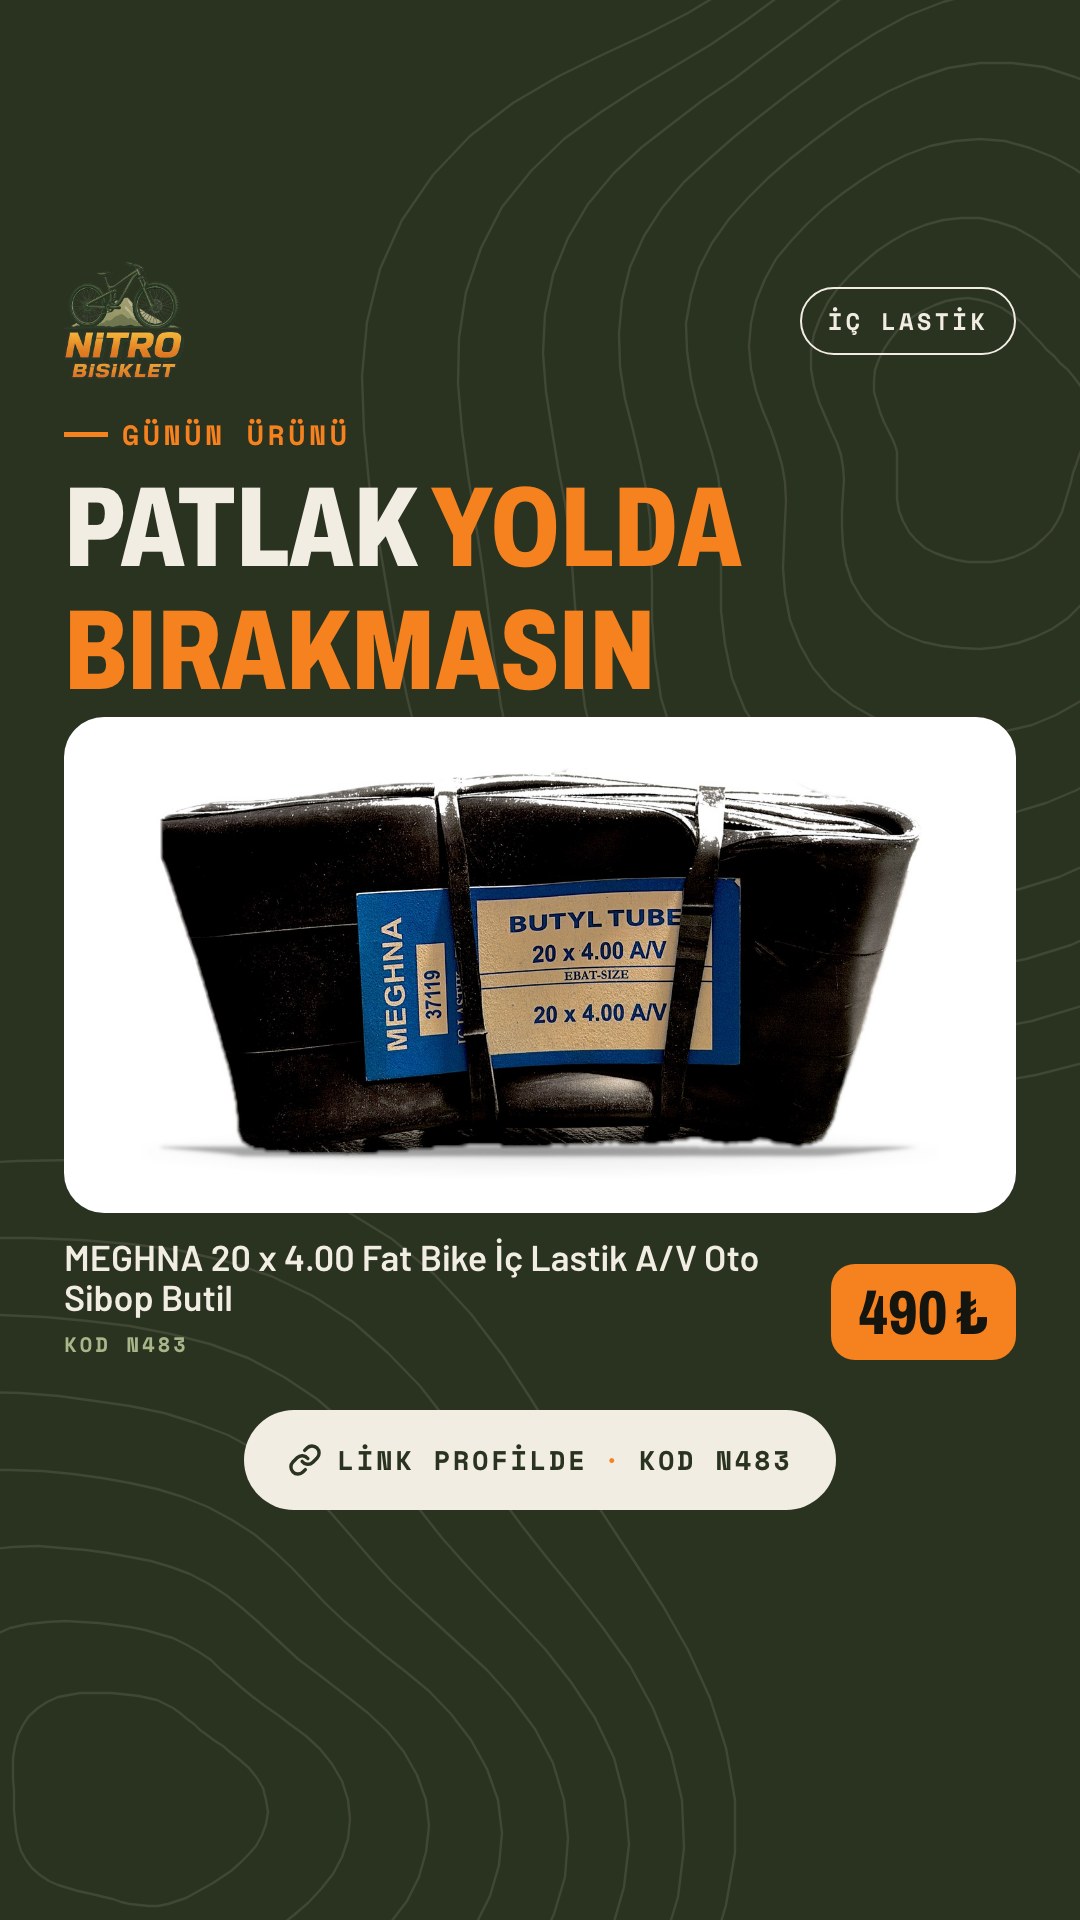 NiTRO
BiSiKLET
İÇ LASTİK
GÜNÜN ÜRÜNÜ
PATLAK YOLDA
BIRAKMASIN
MEGHNA
37119
BUTYL TUBE
20 x 4.00 A/V
EBAT-SIZE
20 x 4.00 A/V
MEGHNA 20 x 4.00 Fat Bike İç Lastik A/V Oto
Sibop Butil
KOD N483
490 ₺
LİNK PROFİLDE · KOD N483